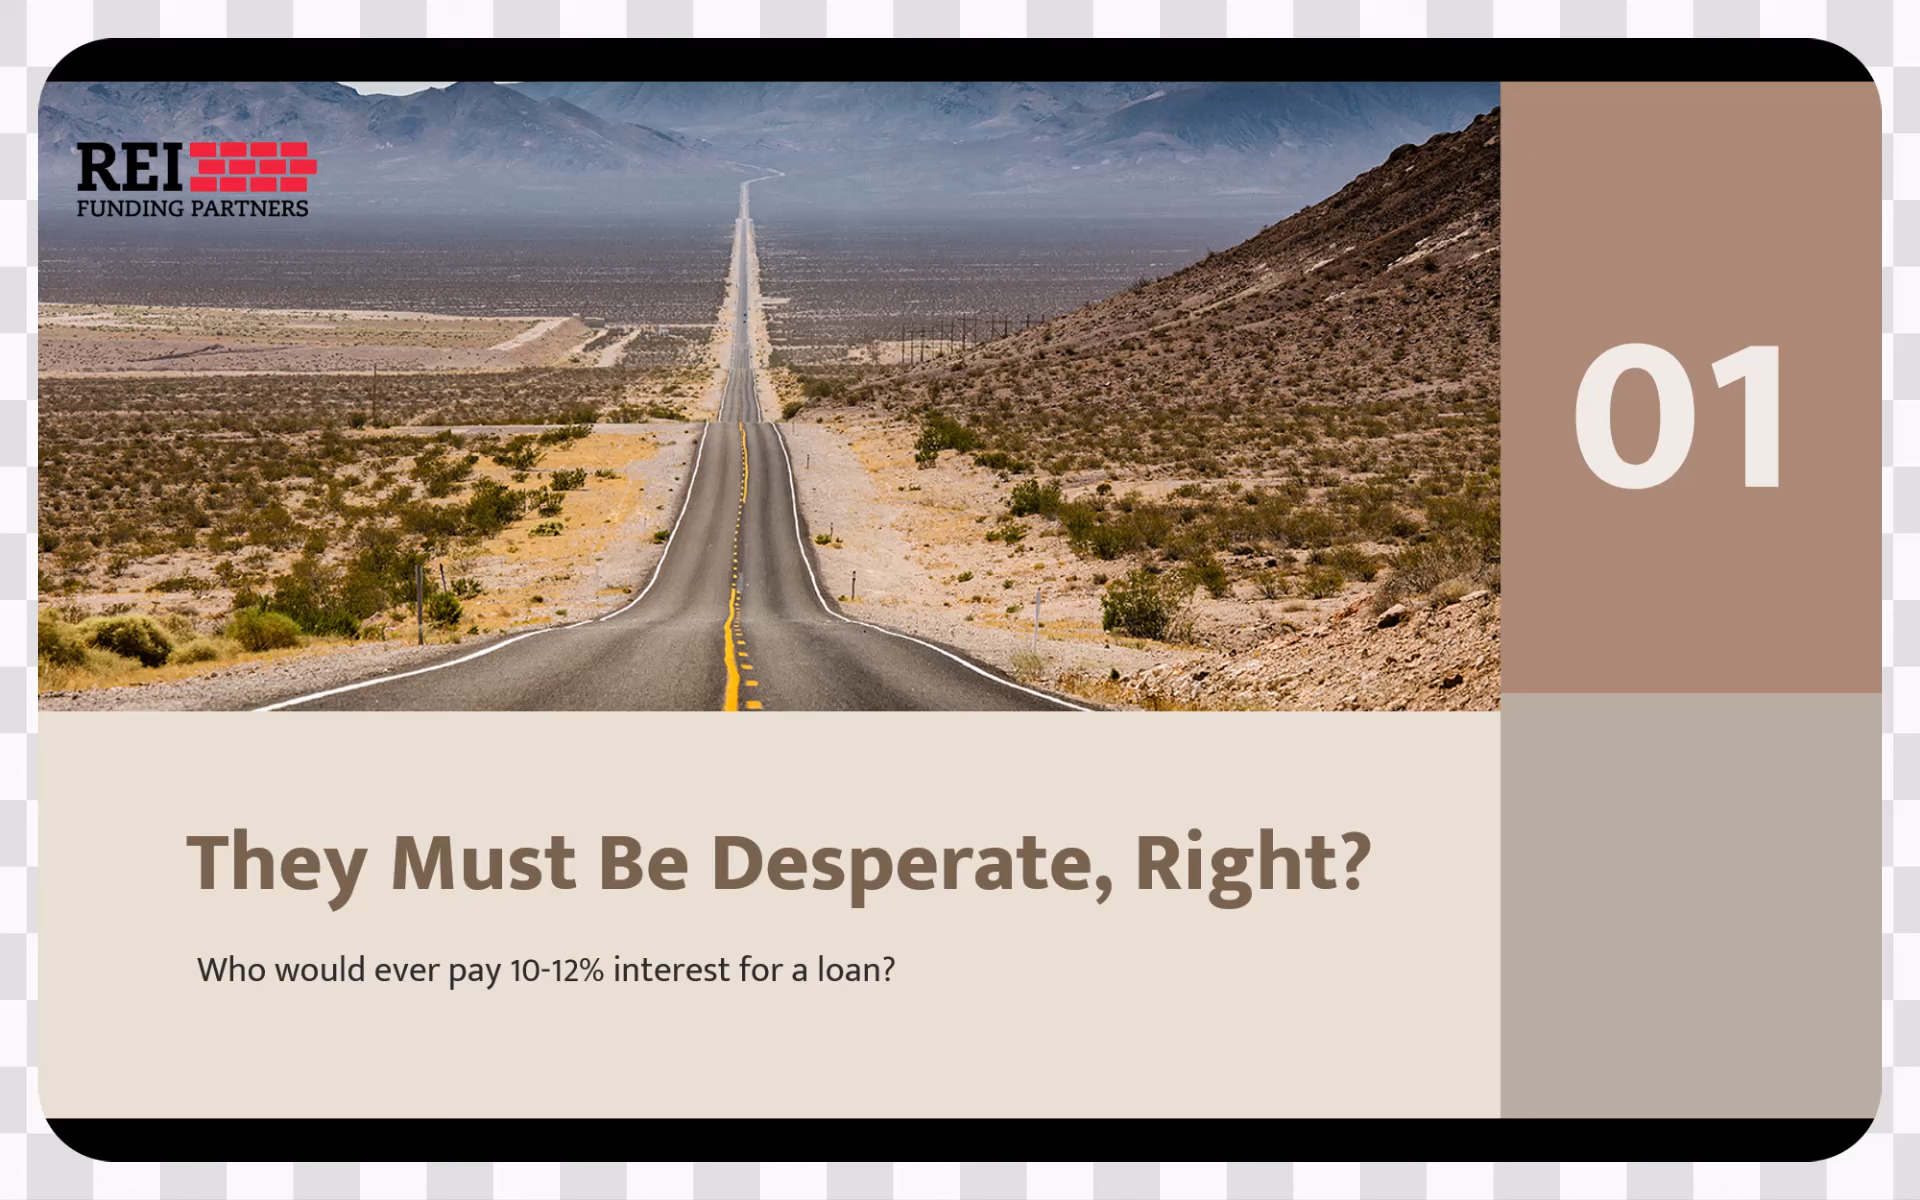 REI
FUNDING PARTNERS
01
They Must Be Desperate, Right?
Who would ever pay 10-12% interest for a loan?